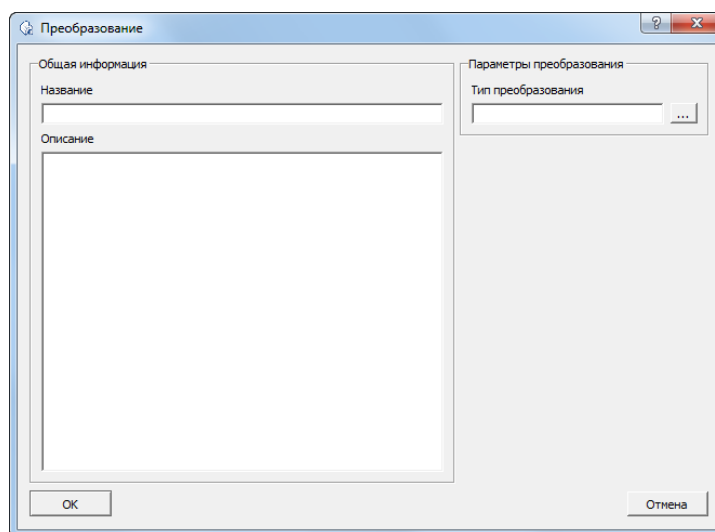 Преобразование
Общая информация
Название
Описание
Параметры преобразования
Тип преобразования
...
OK
Отмена